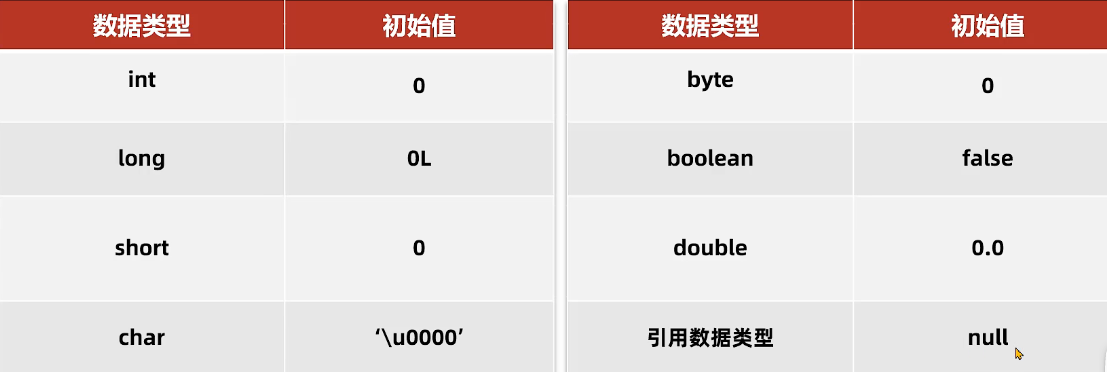 数据类型 初始值
int 0
long 0L
short 0
char ‘\u0000’
数据类型 初始值
byte 0
boolean false
double 0.0
引用数据类型 null